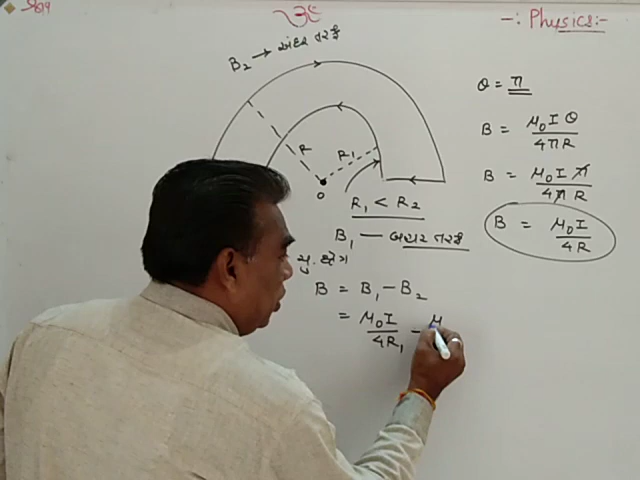 -: Physics:-
B₂ → અંદર તરફ
R
R₁
O
R₁ < R₂
B₁ — બહાર તરફ
B = B₁ - B₂
= μ₀I/4R₁ - μ
θ = π
B = μ₀Iθ/4πR
B = μ₀Iπ/4πR
B = μ₀I/4R